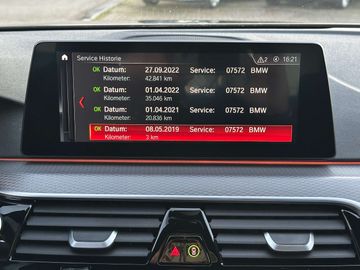 Service Historie 2 16:21
OK Datum: 27.09.2022 Service: 07572 BMW
Kilometer: 42.841 km
OK Datum: 01.04.2022 Service: 07572 BMW
Kilometer: 35.046 km
OK Datum: 01.04.2021 Service: 07572 BMW
Kilometer: 20.836 km
OK Datum: 08.05.2019 Service: 07572 BMW
Kilometer: 3 km